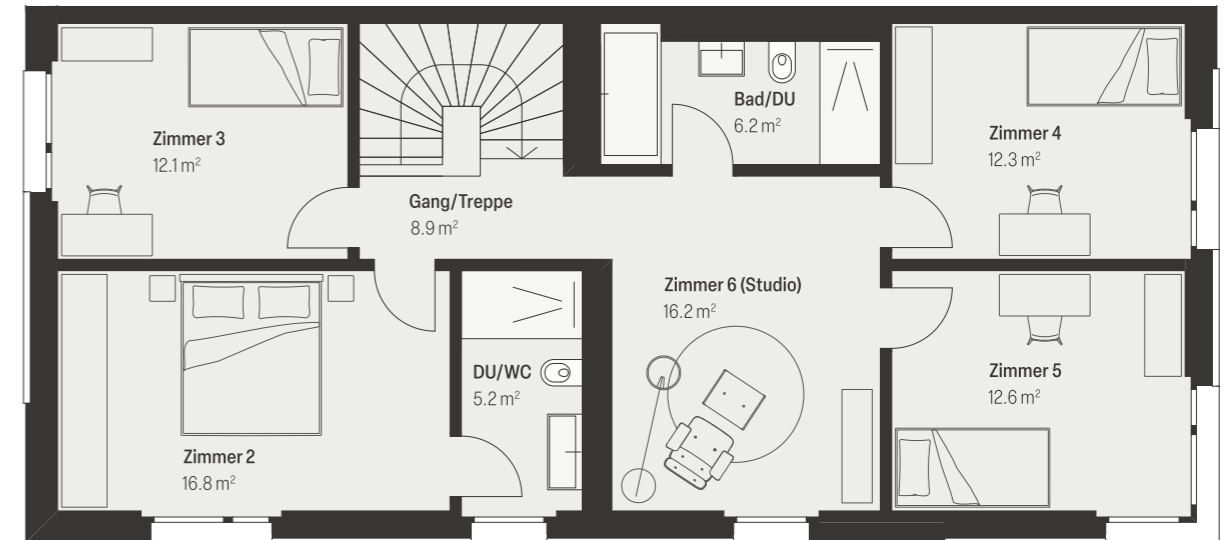 Zimmer 3
12.1 m²
Gang/Treppe
8.9 m²
Bad/DU
6.2 m²
Zimmer 4
12.3 m²
Zimmer 2
16.8 m²
DU/WC
5.2 m²
Zimmer 6 (Studio)
16.2 m²
Zimmer 5
12.6 m²